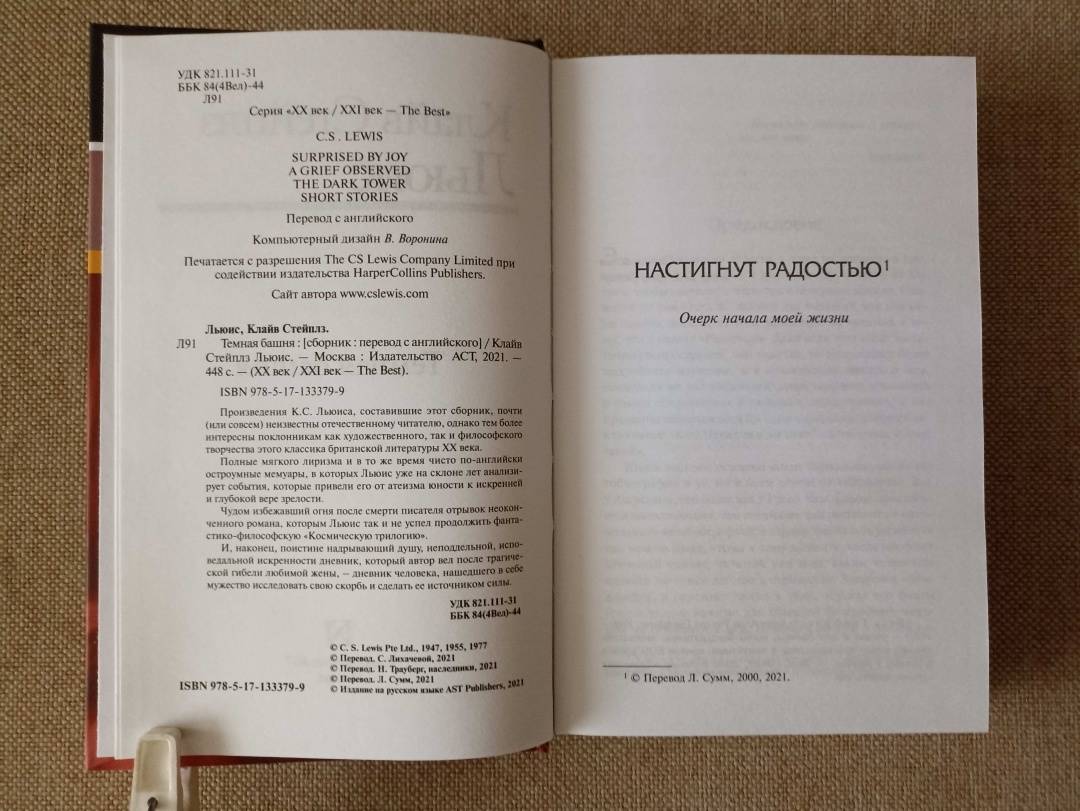 УДК 821.111-31
ББК 84(4Вел)-44
Л91
Серия «XX век / XXI век — The Best»
C.S. LEWIS
SURPRISED BY JOY
A GRIEF OBSERVED
THE DARK TOWER
SHORT STORIES
Перевод с английского
Компьютерный дизайн В. Воронина
Печатается с разрешения The CS Lewis Company Limited при
содействии издательства HarperCollins Publishers.
Сайт автора www.cslewis.com
Льюис, Клайв Стейплз.
Л91 Темная башня : [сборник : перевод с английского] / Клайв
Стейплз Льюис. — Москва : Издательство АСТ, 2021. —
448 с. — (XX век / XXI век — The Best).
ISBN 978-5-17-133379-9
Произведения К.С. Льюиса, составившие этот сборник, почти
(или совсем) неизвестны отечественному читателю, однако тем более
интересны поклонникам как художественного, так и философского
творчества этого классика британской литературы XX века.
Полные мягкого лиризма и в то же время чисто по-английски
остроумные мемуары, в которых Льюис уже на склоне лет анализи-
рует события, которые привели его от атеизма юности к искренней
и глубокой вере зрелости.
Чудом избежавший огня после смерти писателя отрывок неокон-
ченного романа, которым Льюис так и не успел продолжить фанта-
стико-философскую «Космическую трилогию».
И, наконец, поистине надрывающий душу, неподдельной, испо-
ведальной искренности дневник, который автор вел после трагиче-
ской гибели любимой жены, — дневник человека, нашедшего в себе
мужество исследовать свою скорбь и сделать ее источником силы.
УДК 821.111-31
ББК 84(4Вел)-44
© C. S. Lewis Pte Ltd., 1947, 1955, 1977
© Перевод. С. Лихачевой, 2021
© Перевод. Н. Трауберг, наследники, 2021
© Перевод. Л. Сумм, 2021
ISBN 978-5-17-133379-9 © Издание на русском языке AST Publishers, 2021
НАСТИГНУТ РАДОСТЬЮ¹
Очерк начала моей жизни
¹ © Перевод Л. Сумм, 2000, 2021.